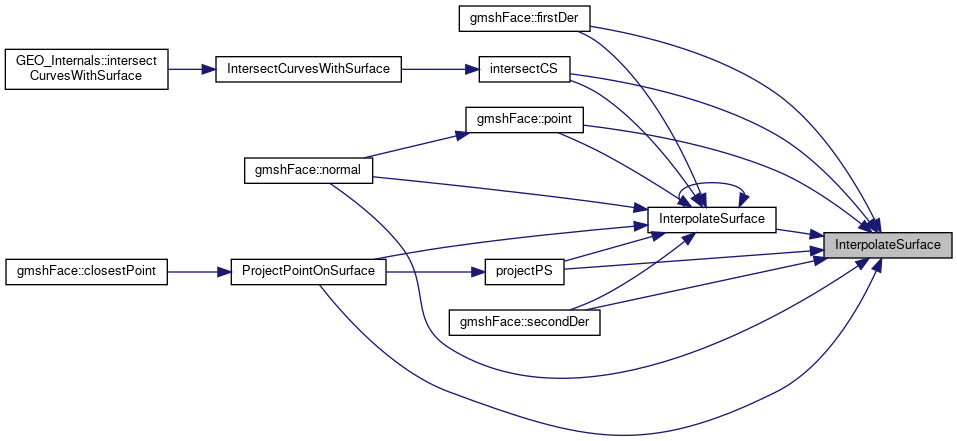 gmshFace::firstDer
GEO_Internals::intersect
CurvesWithSurface
IntersectCurvesWithSurface
intersectCS
gmshFace::point
gmshFace::normal
InterpolateSurface
InterpolateSurface
gmshFace::closestPoint
ProjectPointOnSurface
projectPS
gmshFace::secondDer